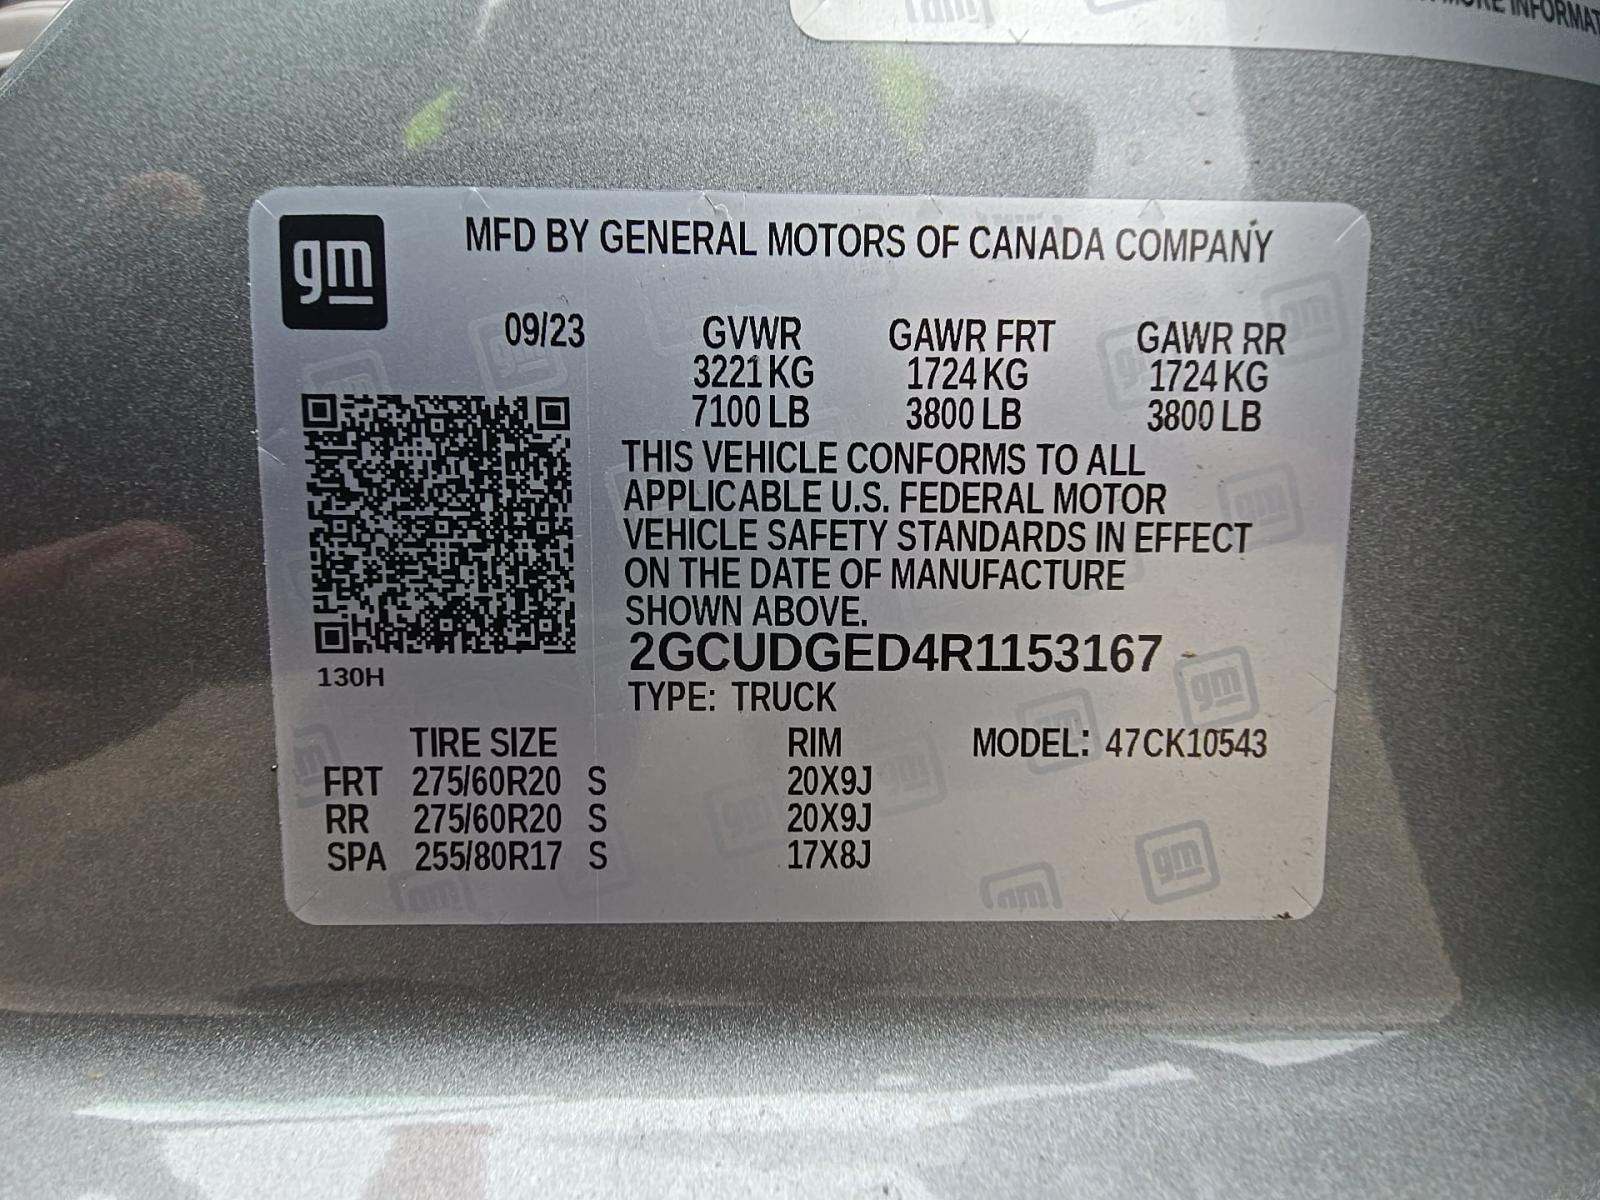 MORE INFORMAT
gm
MFD BY GENERAL MOTORS OF CANADA COMPANY
09/23 GVWR GAWR FRT GAWR RR
3221 KG 1724 KG 1724 KG
7100 LB 3800 LB 3800 LB
THIS VEHICLE CONFORMS TO ALL
APPLICABLE U.S. FEDERAL MOTOR
VEHICLE SAFETY STANDARDS IN EFFECT
ON THE DATE OF MANUFACTURE
SHOWN ABOVE.
2GCUDGED4R1153167
130H
TYPE: TRUCK
TIRE SIZE RIM MODEL: 47CK10543
FRT 275/60R20 S 20X9J
RR 275/60R20 S 20X9J
SPA 255/80R17 S 17X8J